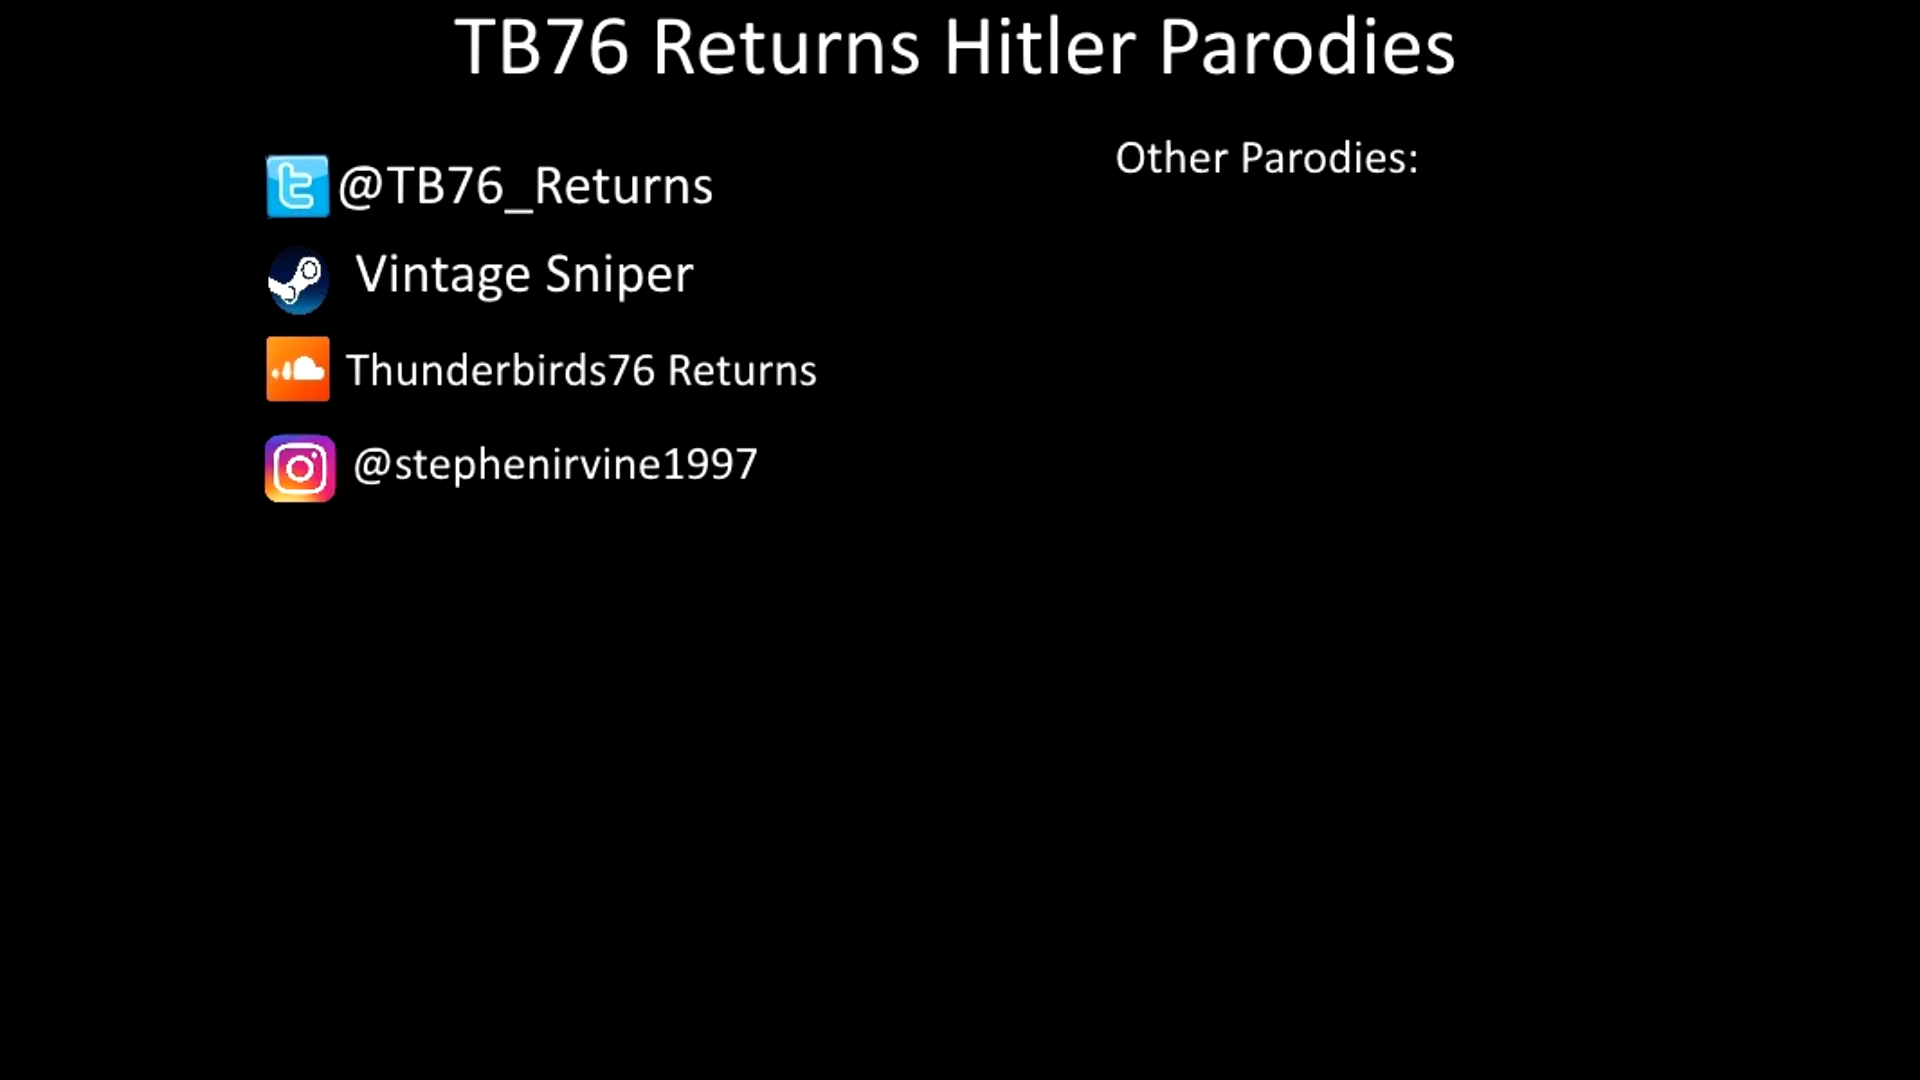 TB76 Returns Hitler Parodies
@TB76_Returns
Vintage Sniper
Thunderbirds76 Returns
@stephenirvine1997
Other Parodies: